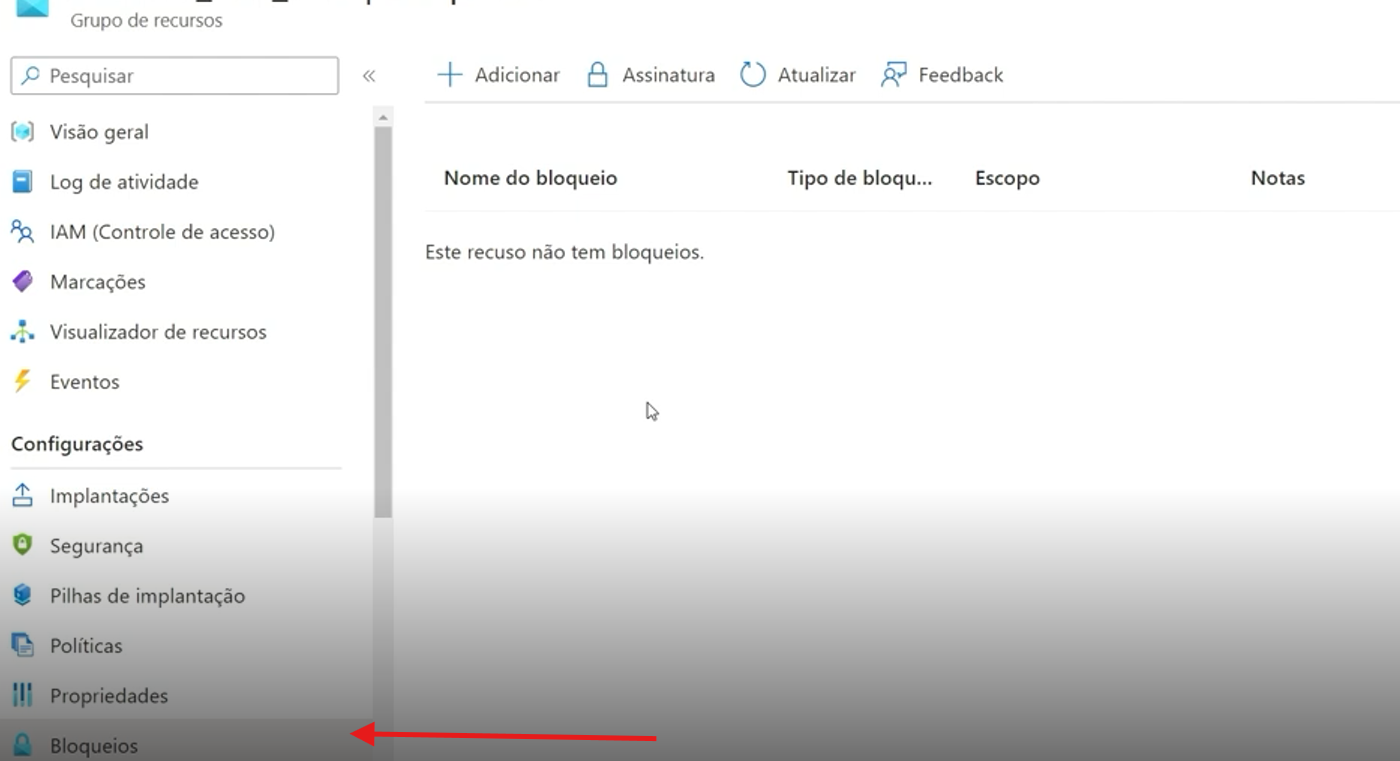 Grupo de recursos
Pesquisar
«
Adicionar
Assinatura
Atualizar
Feedback
Visão geral
Log de atividade
IAM (Controle de acesso)
Marcações
Visualizador de recursos
Eventos
Configurações
Implantações
Segurança
Pilhas de implantação
Políticas
Propriedades
Bloqueios
Nome do bloqueio
Tipo de bloqu...
Escopo
Notas
Este recuso não tem bloqueios.